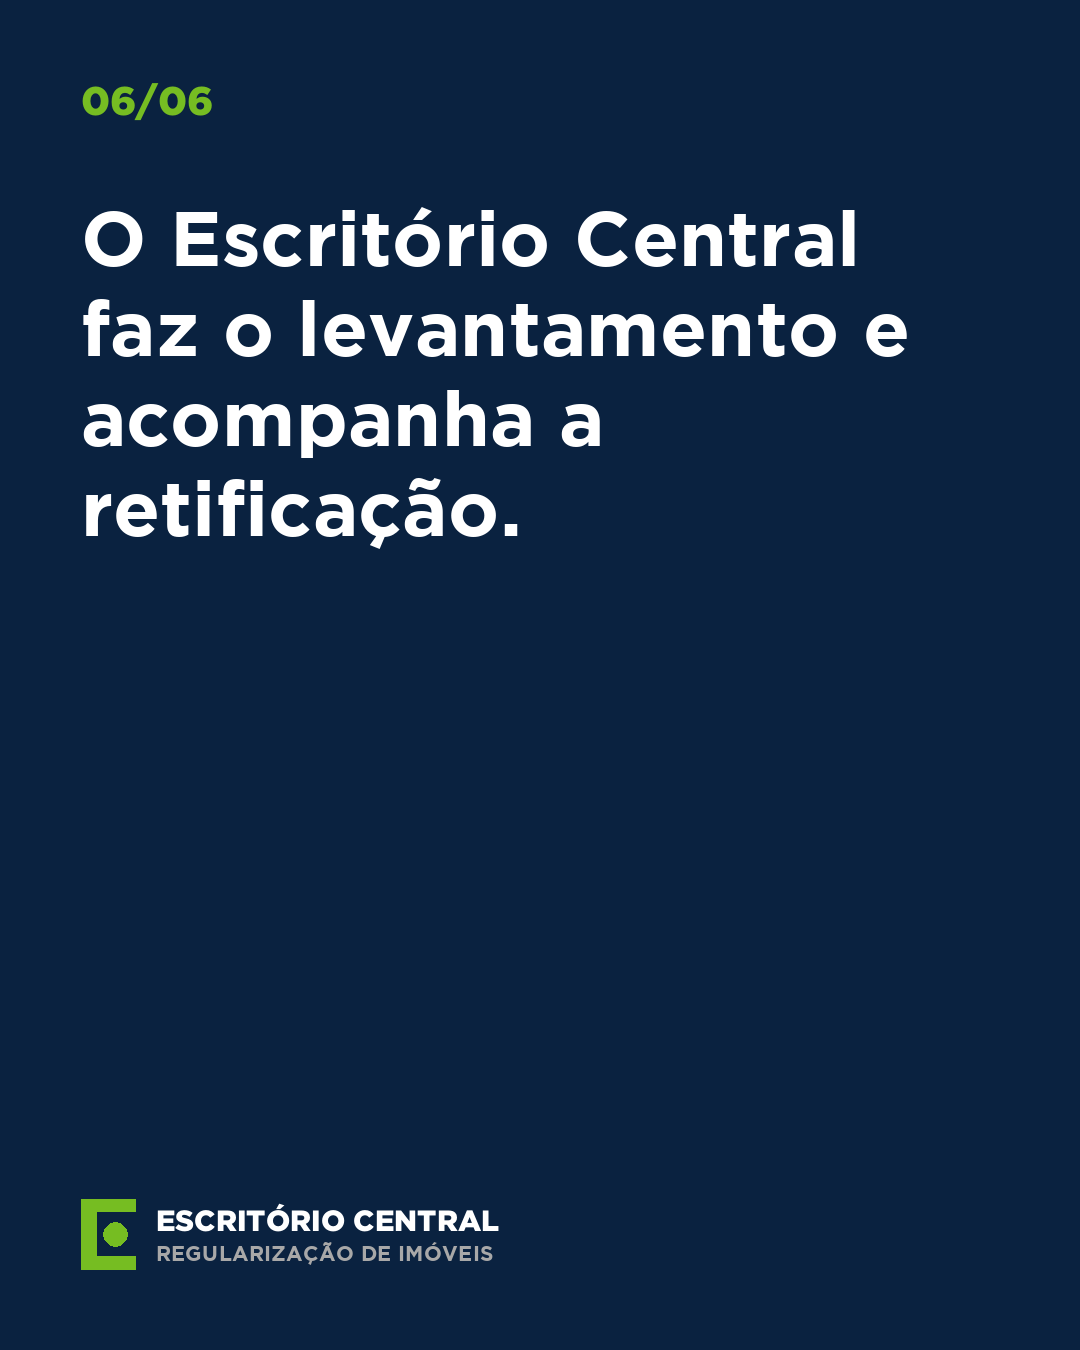 06/06
O Escritório Central
faz o levantamento e
acompanha a
retificação.
ESCRITÓRIO CENTRAL
REGULARIZAÇÃO DE IMÓVEIS